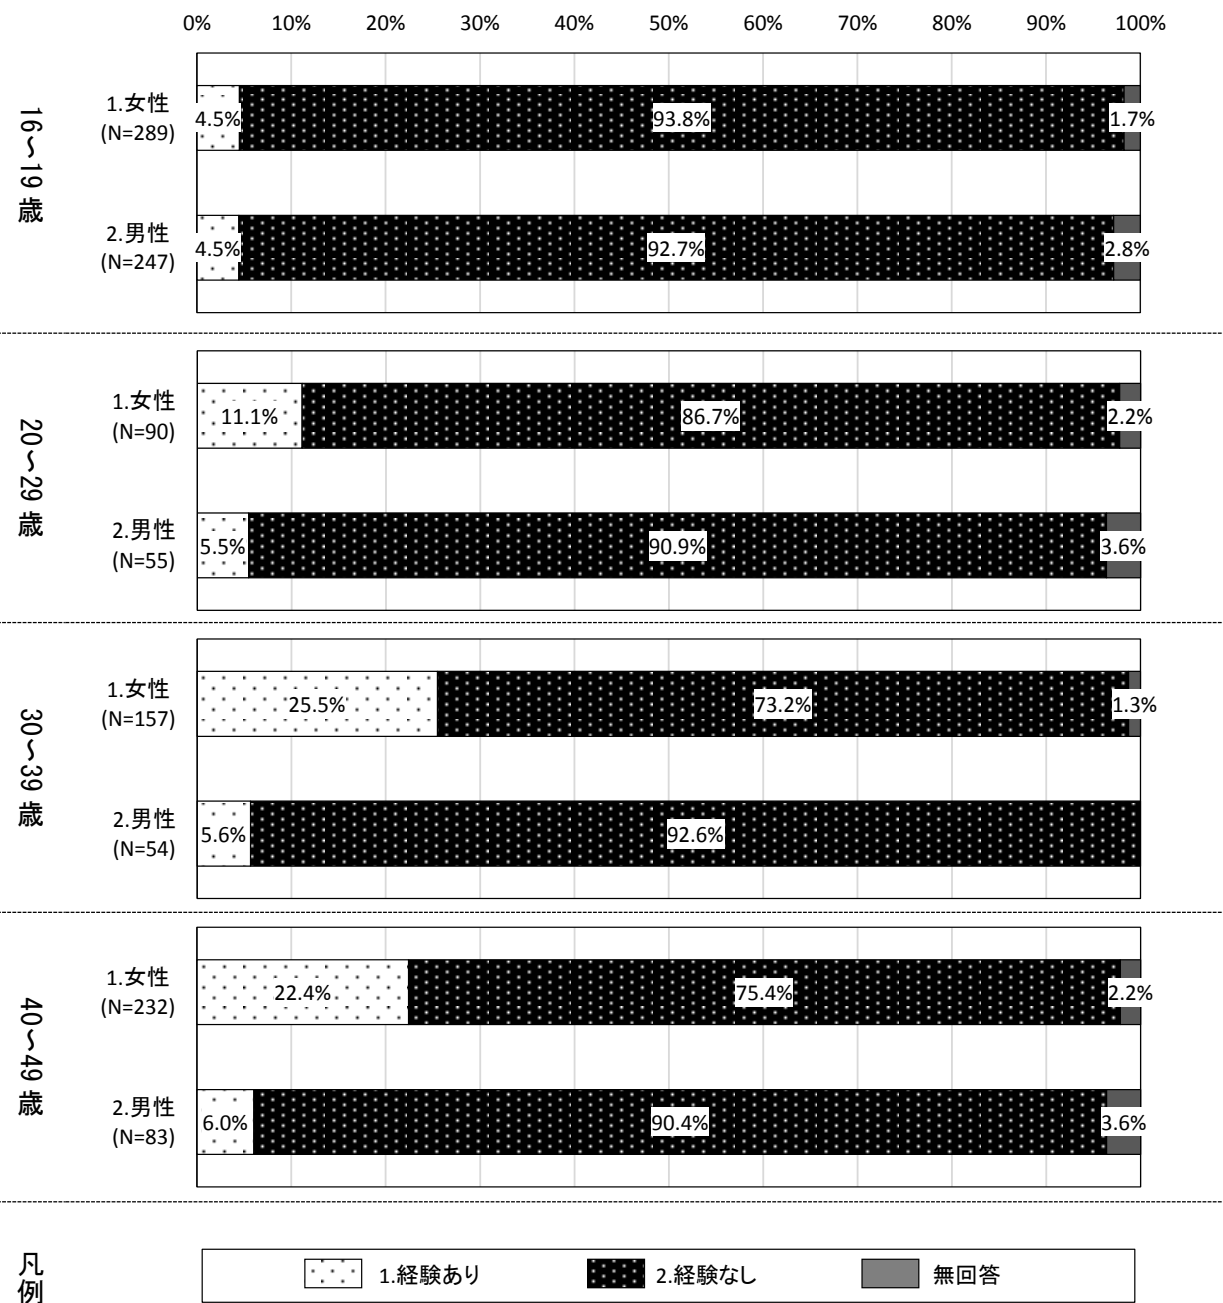 0% 10% 20% 30% 40% 50% 60% 70% 80% 90% 100%
16~19歳
1.女性
(N=289)
4.5% 93.8% 1.7%
2.男性
(N=247)
4.5% 92.7% 2.8%
20~29歳
1.女性
(N=90)
11.1% 86.7% 2.2%
2.男性
(N=55)
5.5% 90.9% 3.6%
30~39歳
1.女性
(N=157)
25.5% 73.2% 1.3%
2.男性
(N=54)
5.6% 92.6%
40~49歳
1.女性
(N=232)
22.4% 75.4% 2.2%
2.男性
(N=83)
6.0% 90.4% 3.6%
凡例
1.経験あり 2.経験なし 無回答